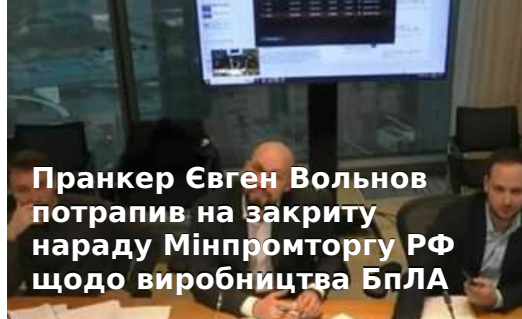 Пранкер Євген Вольнов
потрапив на закриту
нараду Мінпромторгу РФ
щодо виробництва БпЛА